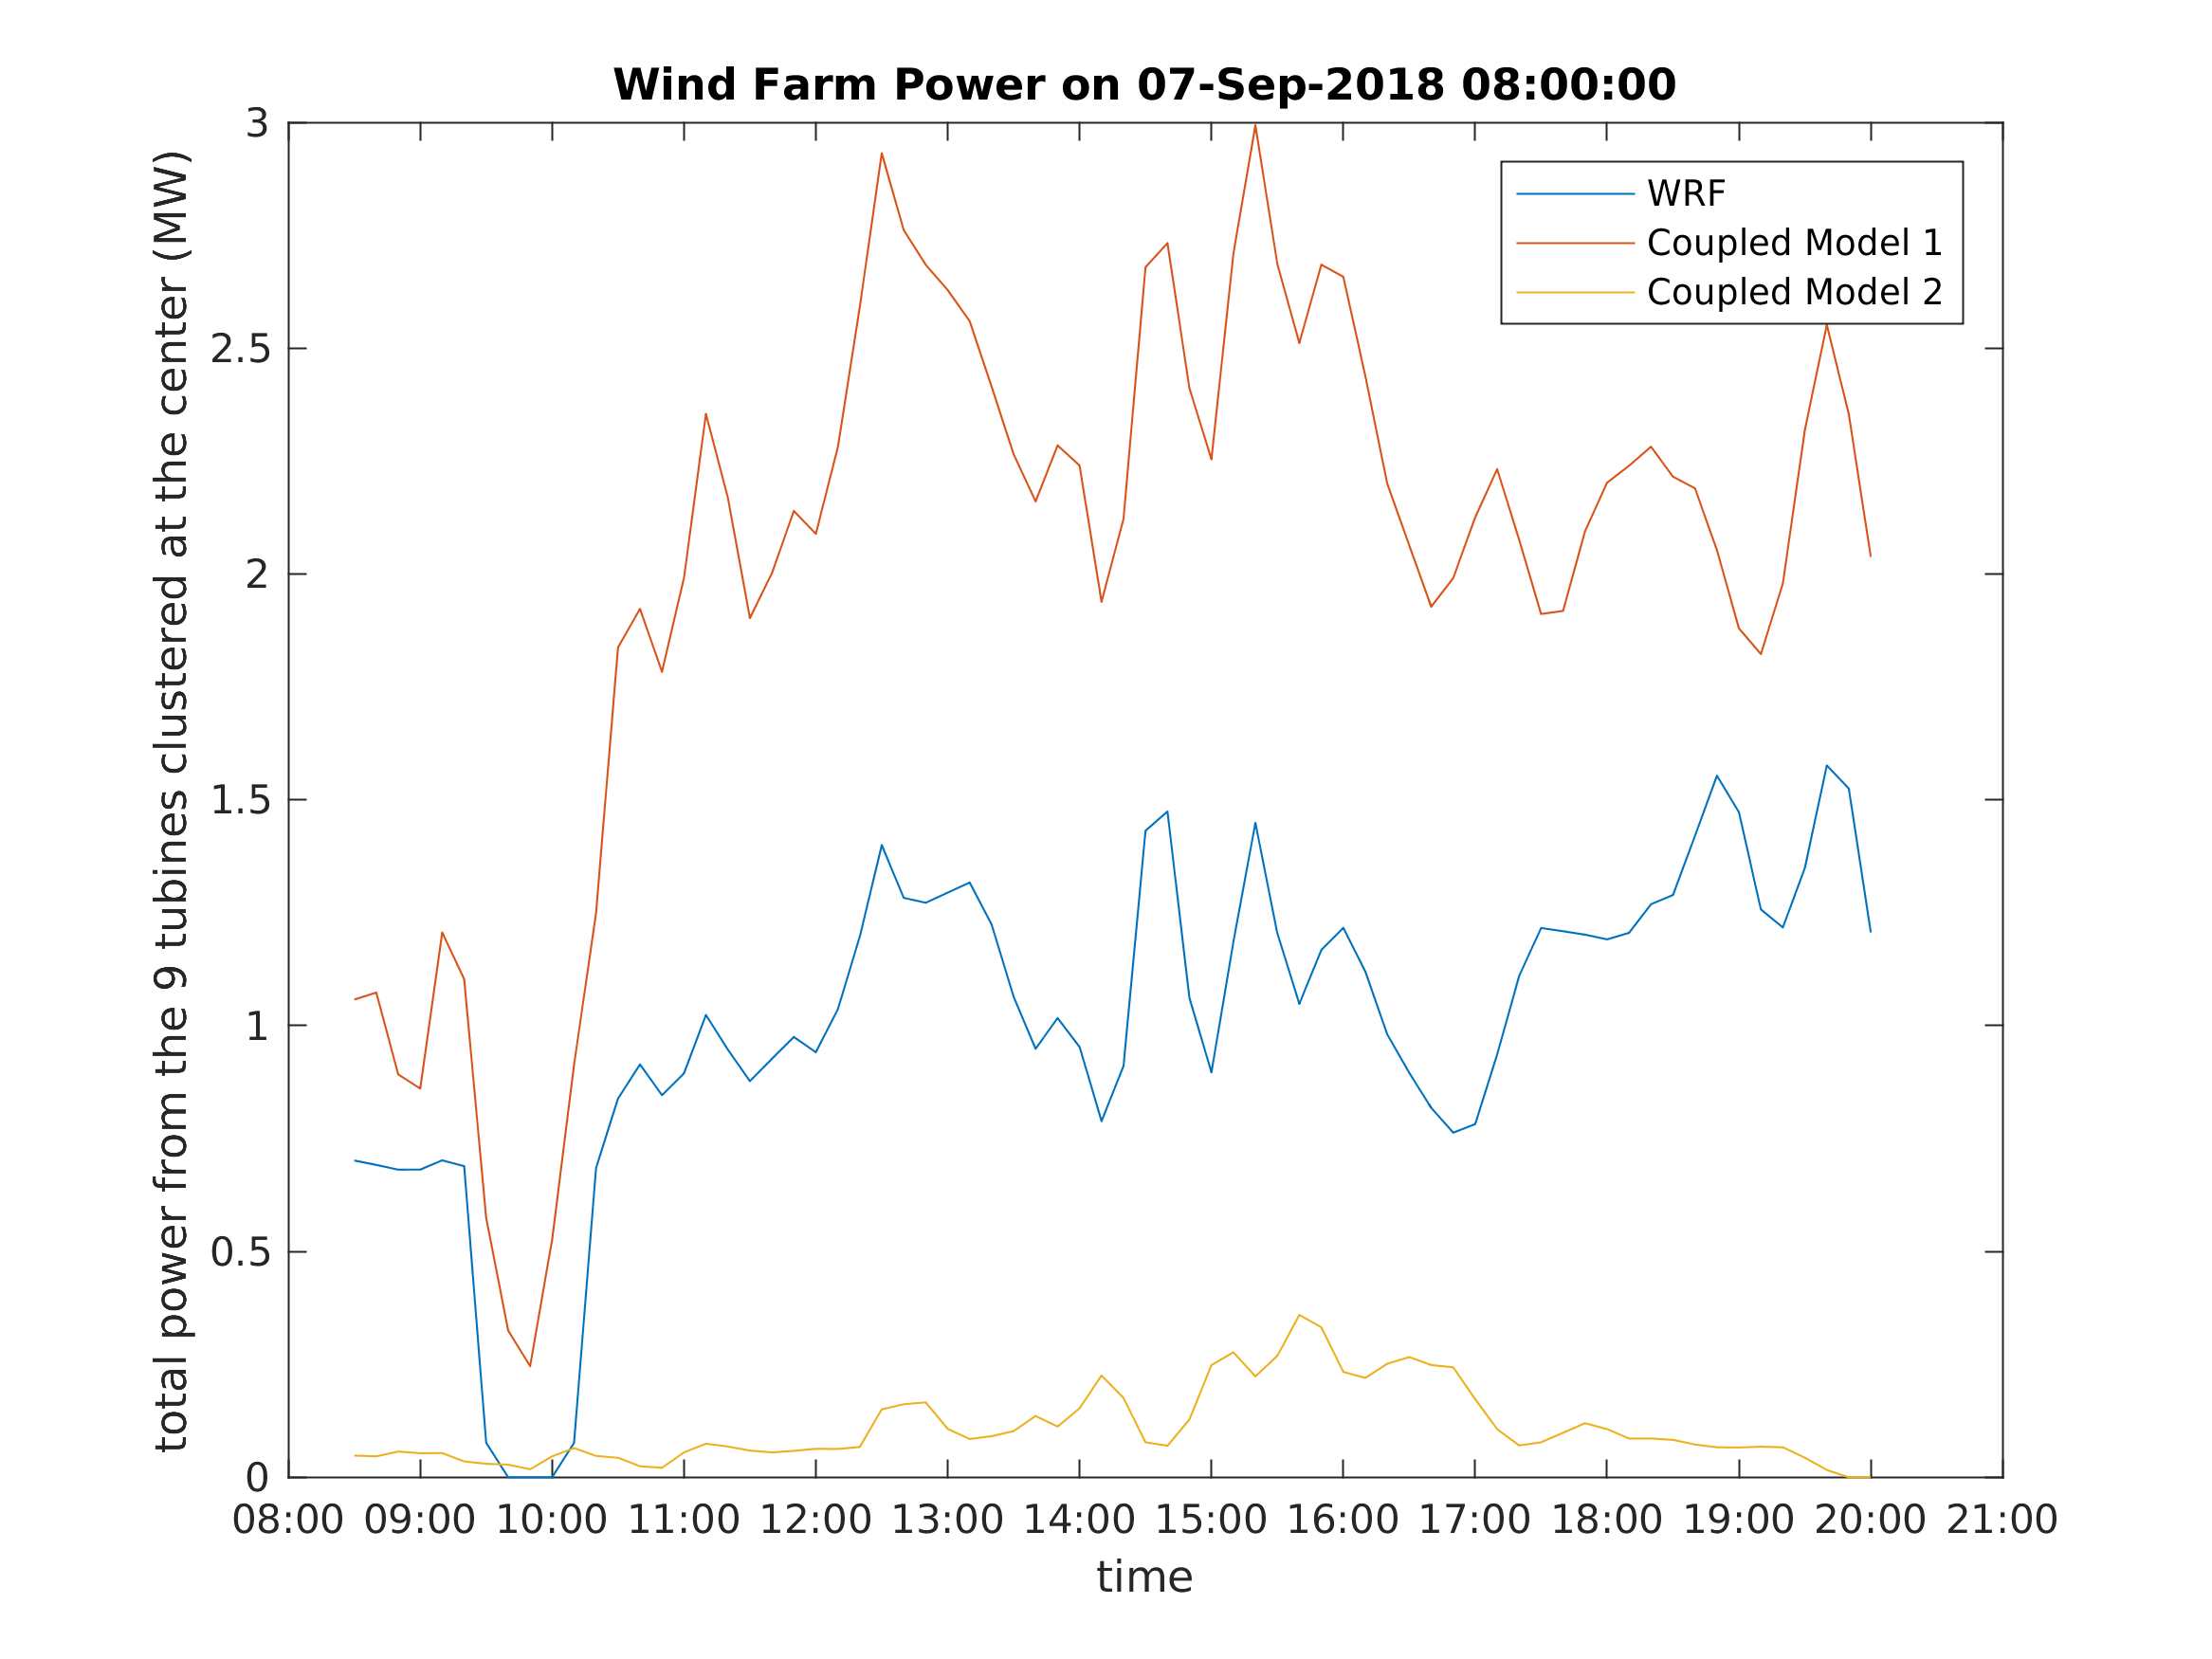 Wind Farm Power on 07-Sep-2018 08:00:00
total power from the 9 tubines clustered at the center (MW)
3
2.5
2
1.5
1
0.5
0
WRF
Coupled Model 1
Coupled Model 2
08:00 09:00 10:00 11:00 12:00 13:00 14:00 15:00 16:00 17:00 18:00 19:00 20:00 21:00
time